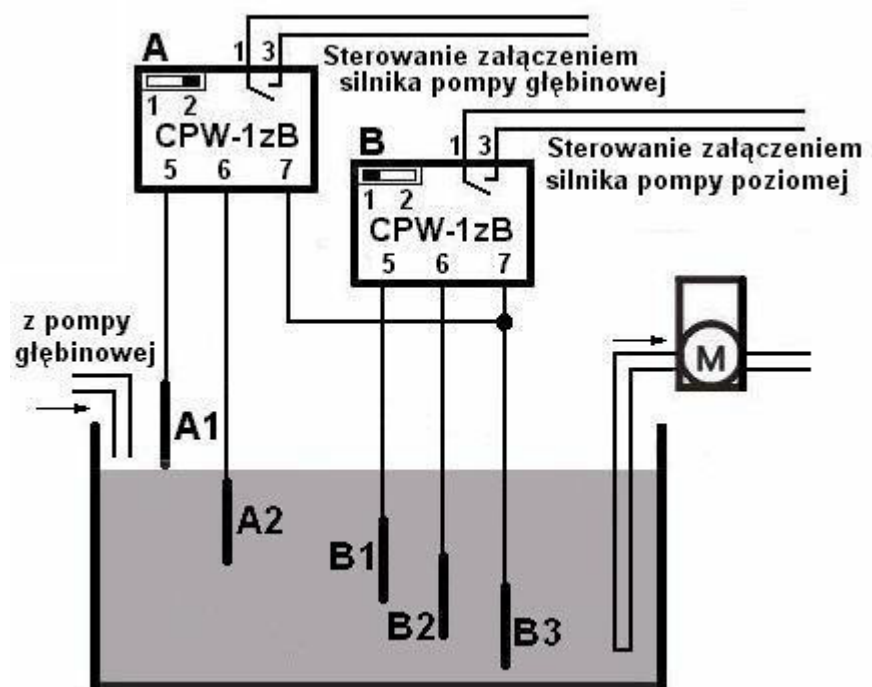 A
1 3
Sterowanie załączeniem
silnika pompy głębinowej
1 2
CPW-1zB
5 6 7
B
1 3
Sterowanie załączeniem
silnika pompy poziomej
1 2
CPW-1zB
5 6 7
z pompy
głębinowej
M
A1
A2
B1
B2
B3